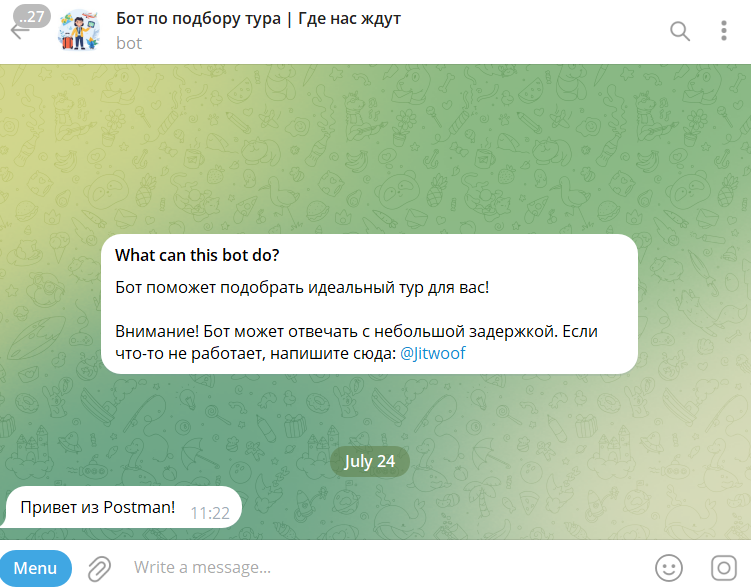 ..27
Бот по подбору тура | Где нас ждут
bot
What can this bot do?
Бот поможет подобрать идеальный тур для вас!
Внимание! Бот может отвечать с небольшой задержкой. Если
что-то не работает, напишите сюда: @Jitwoof
July 24
Привет из Postman! 11:22
Menu
Write a message...